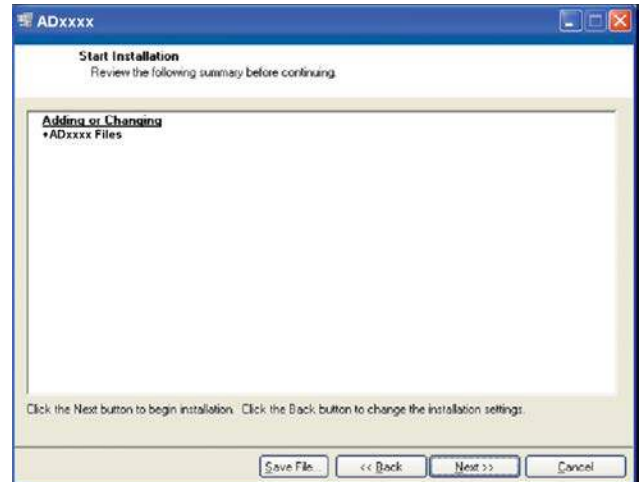 ADxxxx
Start Installation
Review the following summary before continuing.
Adding or Changing
•ADxxxx Files
Click the Next button to begin installation. Click the Back button to change the installation settings.
Save File... << Back Next >> Cancel